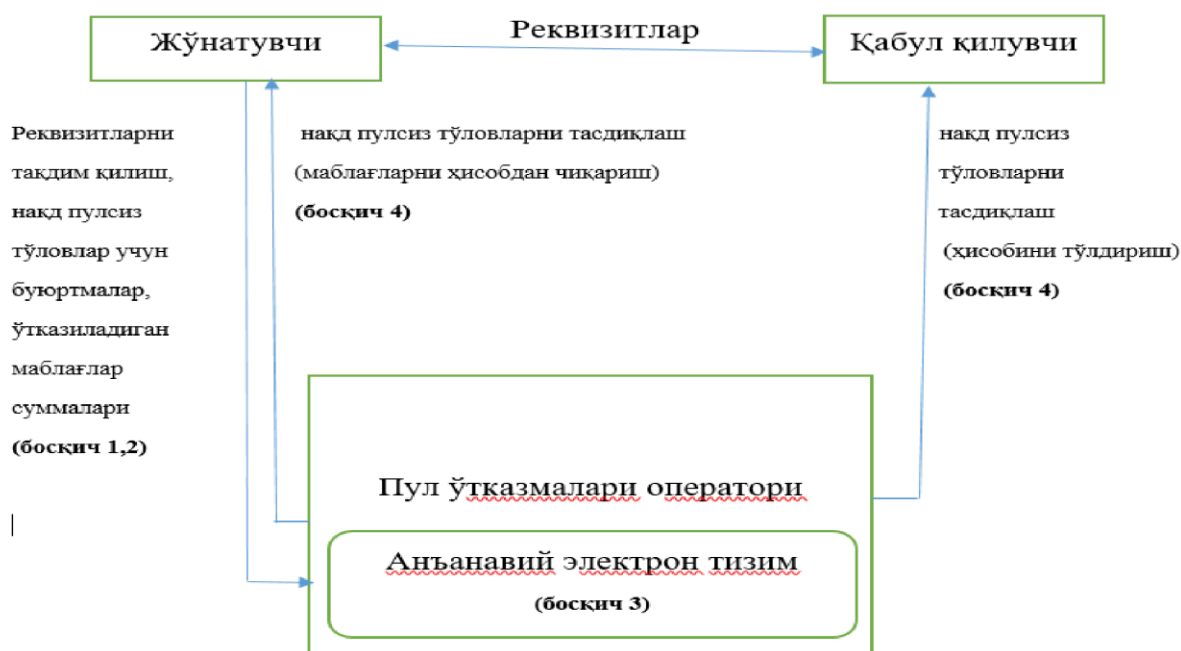 Жўнатувчи
Реквизитлар
Қабул қилувчи
Реквизитларни
тақдим қилиш,
нақд пулсиз
тўловлар учун
буюртмалар,
ўтказиладиган
маблағлар
суммалари
(босқич 1,2)
нақд пулсиз тўловларни тасдиқлаш
(маблағларни ҳисобдан чиқариш)
(босқич 4)
нақд пулсиз
тўловларни
тасдиқлаш
(ҳисобини тўлдириш)
(босқич 4)
Пул ўтказмалари оператори
Анъанавий электрон тизим
(босқич 3)